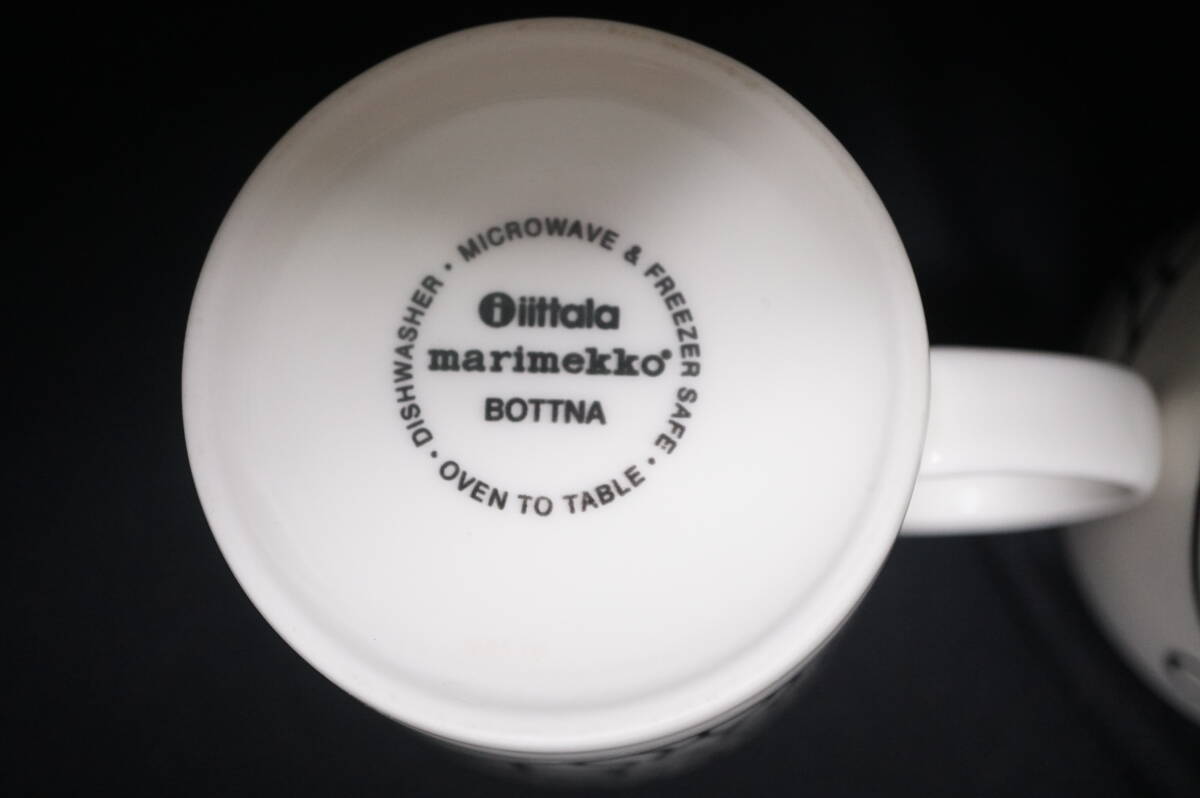 DISHWASHER · MICROWAVE & FREEZER SAFE · OVEN TO TABLE ·
iittala
marimekko®
BOTTNA